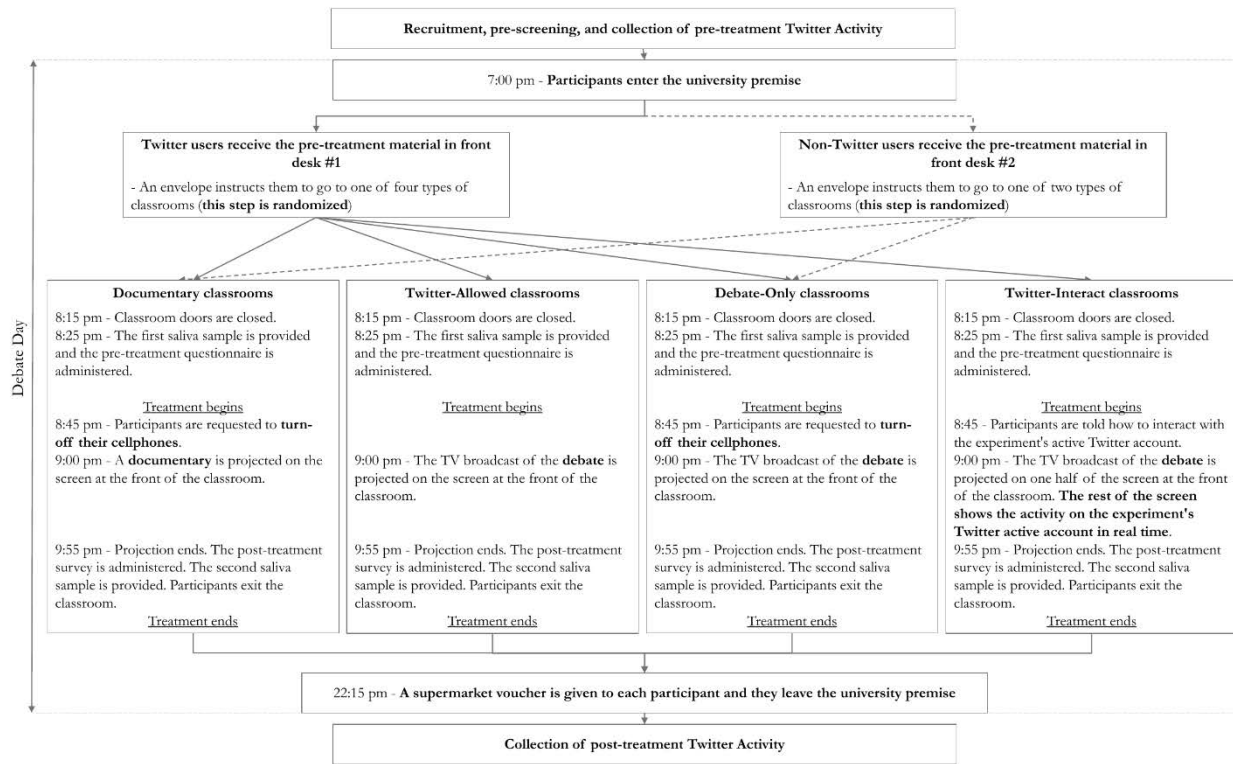 Recruitment, pre-screening, and collection of pre-treatment Twitter Activity
Debate Day
7:00 pm - Participants enter the university premise
Twitter users receive the pre-treatment material in front
desk #1
- An envelope instructs them to go to one of four types of
classrooms (this step is randomized)
Non-Twitter users receive the pre-treatment material in
front desk #2
- An envelope instructs them to go to one of two types of
classrooms (this step is randomized)
Documentary classrooms
8:15 pm - Classroom doors are closed.
8:25 pm - The first saliva sample is provided
and the pre-treatment questionnaire is
administered.
Treatment begins
8:45 pm - Participants are requested to turn-
off their cellphones.
9:00 pm - A documentary is projected on the
screen at the front of the classroom.
9:55 pm - Projection ends. The post-treatment
survey is administered. The second saliva
sample is provided. Participants exit the
classroom.
Treatment ends
Twitter-Allowed classrooms
8:15 pm - Classroom doors are closed.
8:25 pm - The first saliva sample is provided
and the pre-treatment questionnaire is
administered.
Treatment begins
9:00 pm - The TV broadcast of the debate is
projected on the screen at the front of the
classroom.
9:55 pm - Projection ends. The post-treatment
survey is administered. The second saliva
sample is provided. Participants exit the
classroom.
Treatment ends
Debate-Only classrooms
8:15 pm - Classroom doors are closed.
8:25 pm - The first saliva sample is provided
and the pre-treatment questionnaire is
administered.
Treatment begins
8:45 pm - Participants are requested to turn-
off their cellphones.
9:00 pm - The TV broadcast of the debate is
projected on the screen at the front of the
classroom.
9:55 pm - Projection ends. The post-treatment
survey is administered. The second saliva
sample is provided. Participants exit the
classroom.
Treatment ends
Twitter-Interact classrooms
8:15 pm - Classroom doors are closed.
8:25 pm - The first saliva sample is provided
and the pre-treatment questionnaire is
administered.
Treatment begins
8:45 - Participants are told how to interact with
the experiment's active Twitter account.
9:00 pm - The TV broadcast of the debate is
projected on one half of the screen at the front
of the classroom. The rest of the screen
shows the activity on the experiment's
Twitter active account in real time.
9:55 pm - Projection ends. The post-treatment
survey is administered. The second saliva
sample is provided. Participants exit the
classroom.
Treatment ends
22:15 pm - A supermarket voucher is given to each participant and they leave the university premise
Collection of post-treatment Twitter Activity